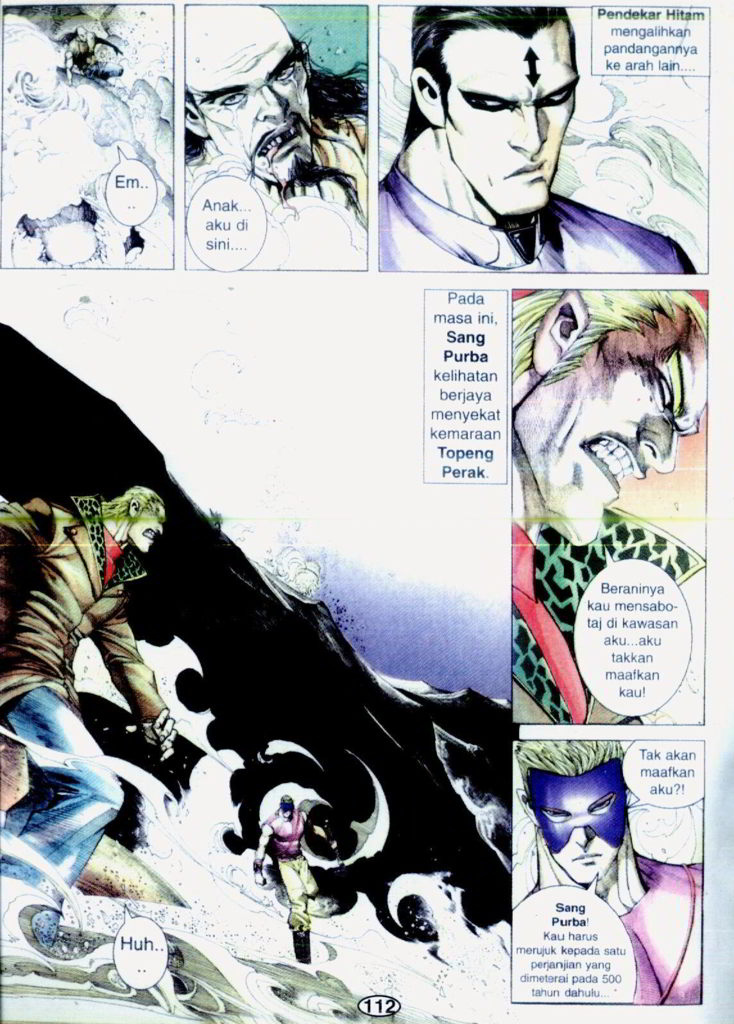 Em..
..
Anak...
aku di
sini....
Pendekar Hitam
mengalihkan
pandangannya
ke arah lain....
Pada
masa ini,
Sang
Purba
kelihatan
berjaya
menyekat
kemaraan
Topeng
Perak.
Beraninya
kau mensabo-
taj di kawasan
aku...aku
takkan
maafkan
kau!
Huh..
..
Tak akan
maafkan
aku?!
Sang
Purba!
Kau harus
merujuk kepada satu
perjanjian yang
dimeterai pada 500
tahun dahulu...
112